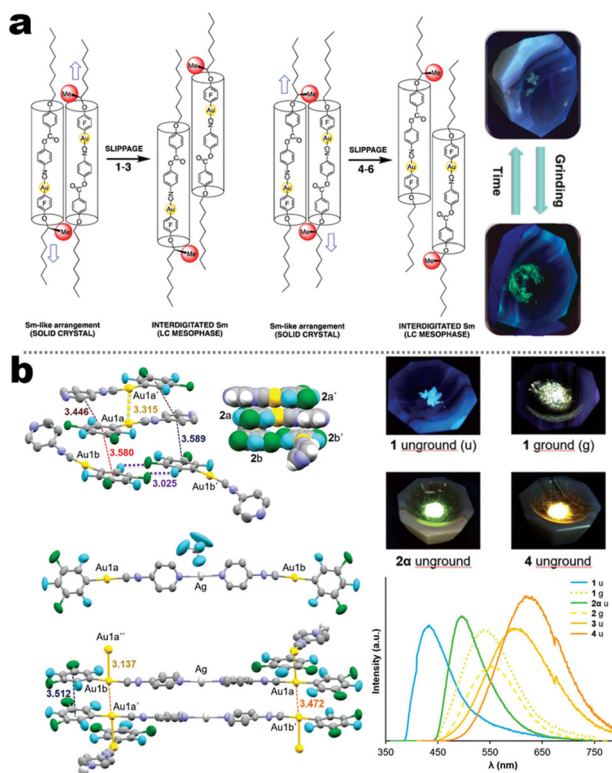 a
Me
Me
F
Au
CN
O
SLIPPAGE
1-3
SLIPPAGE
4-6
Time
Grinding
Sm-like arrangement
(SOLID CRYSTAL)
INTERDIGITATED Sm
(LC MESOPHASE)
Sm-like arrangement
(SOLID CRYSTAL)
INTERDIGITATED Sm
(LC MESOPHASE)
b
Au1a'
3.446
Au1a
3.315
3.589
Au1b
3.580
3.025
Au1b'
2a'
2a
2b'
2b
1 unground (u)
1 ground (g)
2α unground
4 unground
Au1a
Ag
Au1b
Au1a''
3.137
Ag
3.512
Au1b
Au1a
Au1a'
3.472
Au1b'
Intensity (a.u.)
1 u
1 g
2α u
2 g
3 u
4 u
350 450 550 650 750
λ (nm)